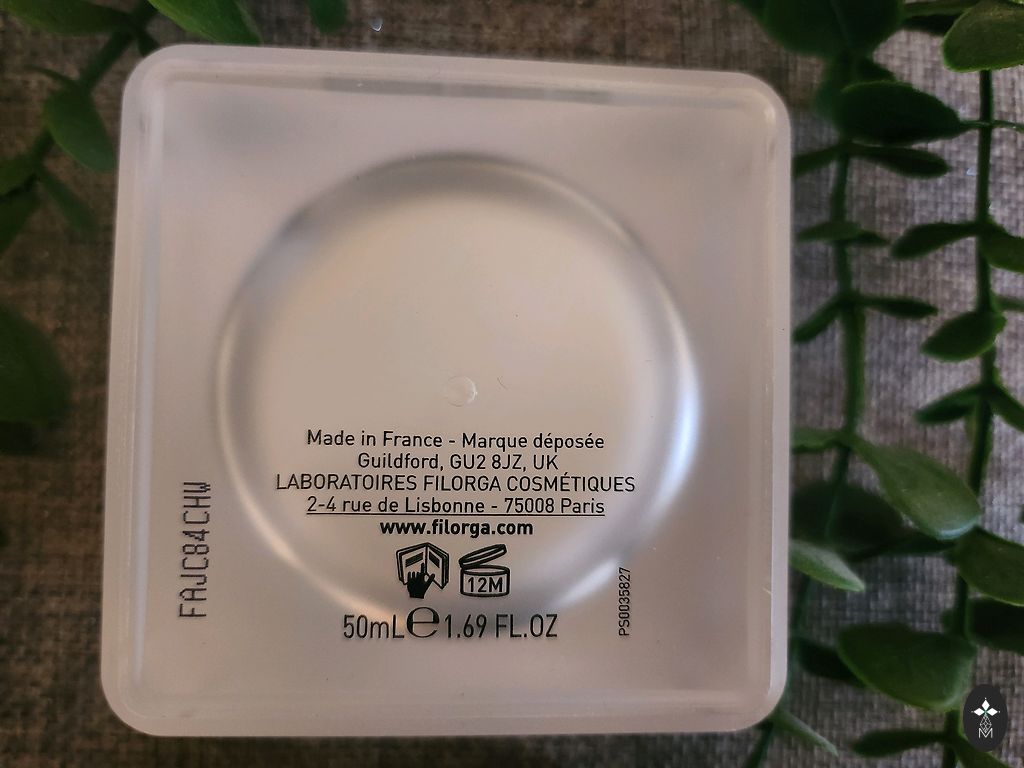 Made in France - Marque déposée
Guildford, GU2 8JZ, UK
LABORATOIRES FILORGA COSMÉTIQUES
2-4 rue de Lisbonne - 75008 Paris
www.filorga.com
12M
50mL e 1.69 FL.OZ
FAJC84CHW
PS0035827
M